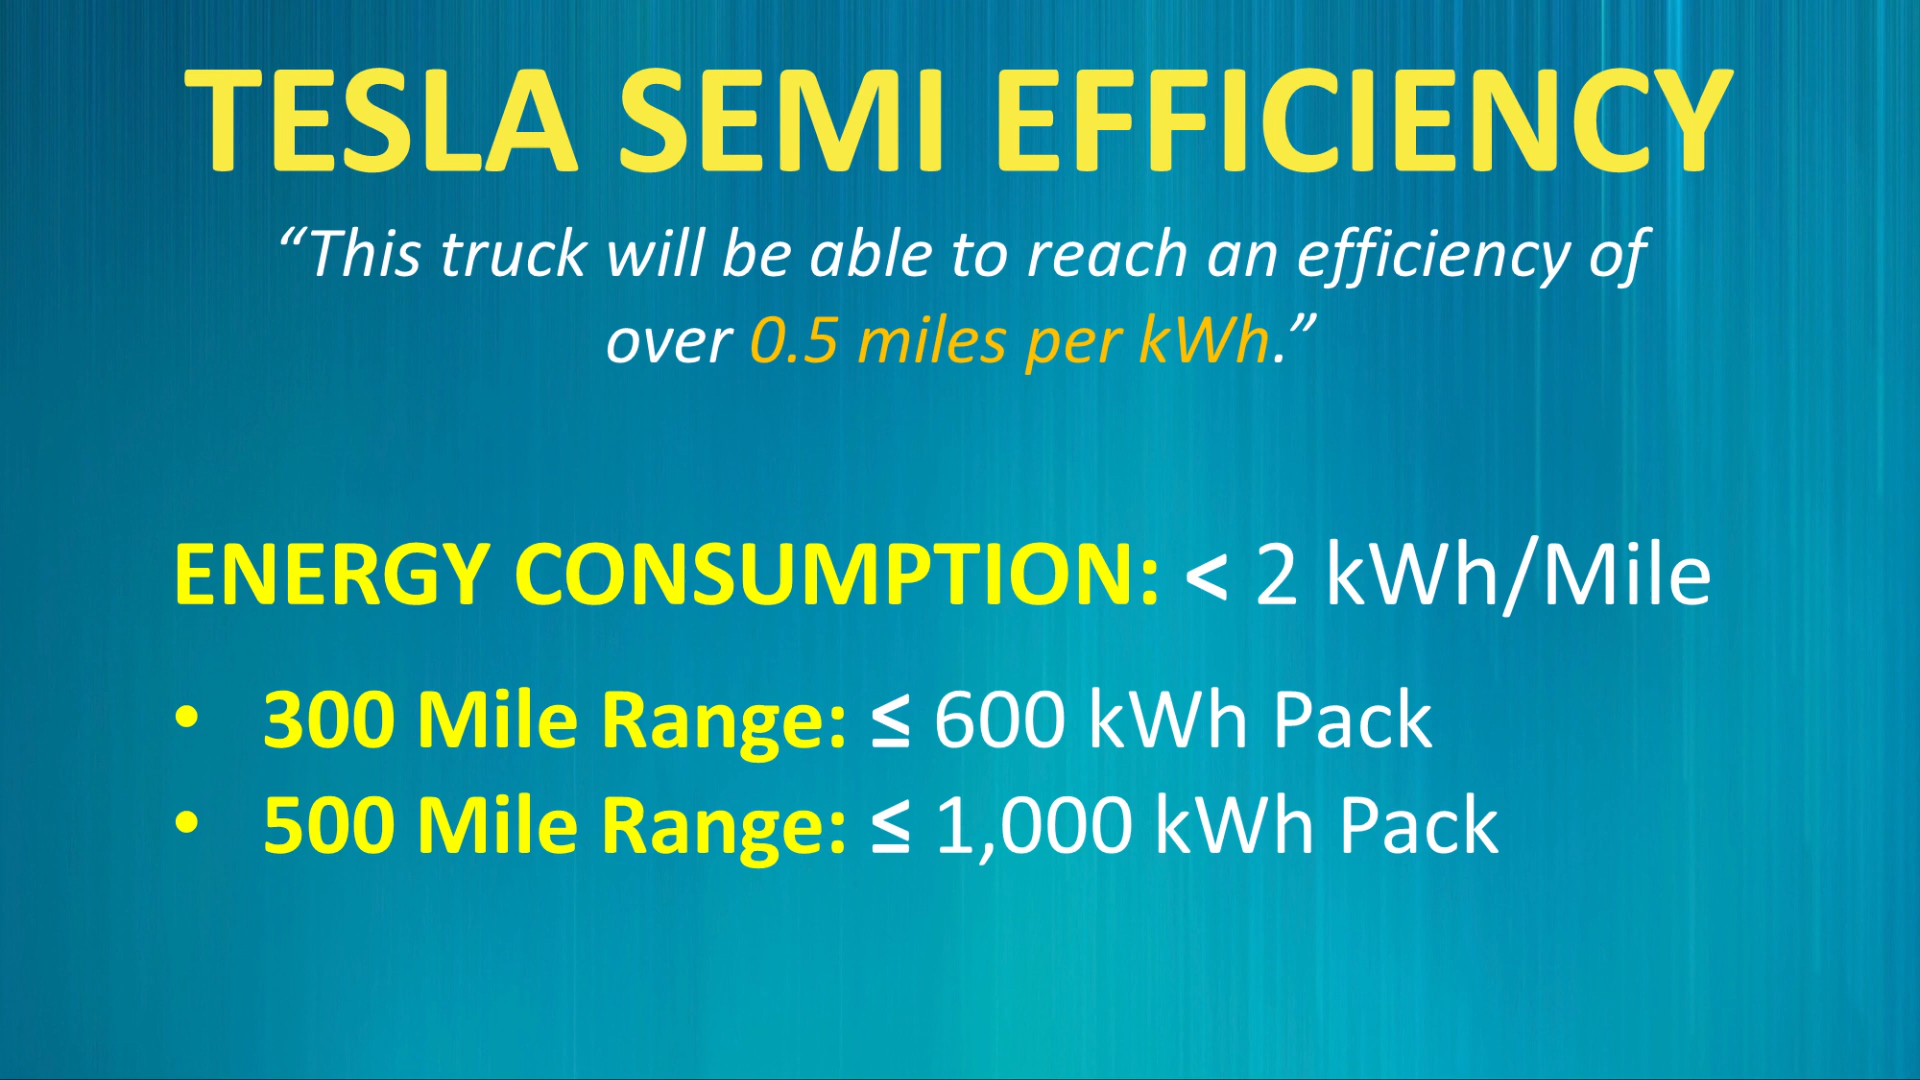 TESLA SEMI EFFICIENCY
“This truck will be able to reach an efficiency of
over 0.5 miles per kWh.”
ENERGY CONSUMPTION: < 2 kWh/Mile
• 300 Mile Range: ≤ 600 kWh Pack
• 500 Mile Range: ≤ 1,000 kWh Pack